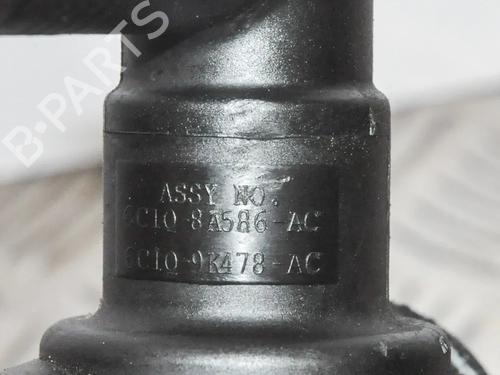 B-PARTS
ASSY NO.
6C1Q-8A586-AC
6C1Q-9K478-AC